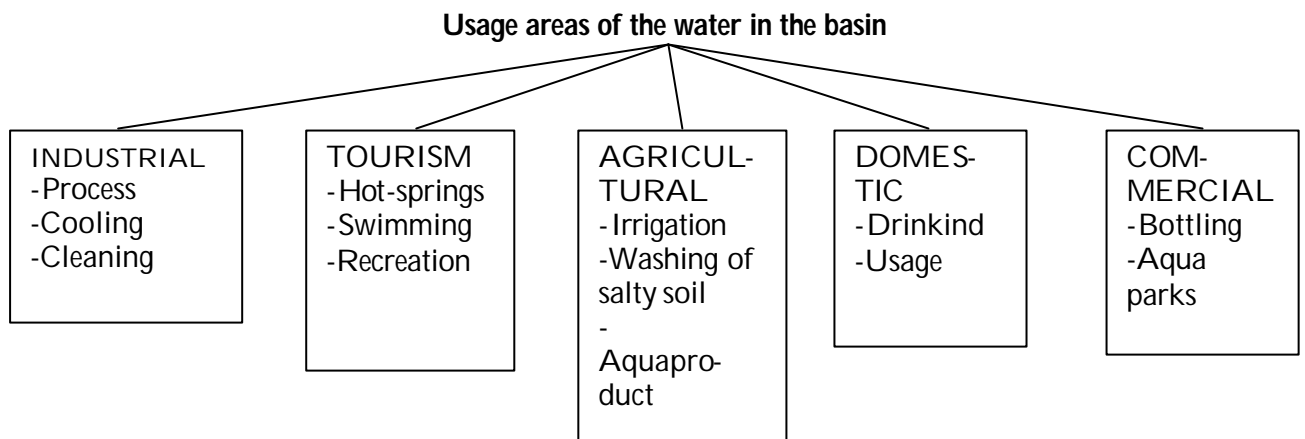 Usage areas of the water in the basin
INDUSTRIAL
-Process
-Cooling
-Cleaning
TOURISM
-Hot-springs
-Swimming
-Recreation
AGRICUL-
TURAL
-Irrigation
-Washing of
salty soil
-
Aquapro-
duct
DOMES-
TIC
-Drinkind
-Usage
COM-
MERCIAL
-Bottling
-Aqua
parks